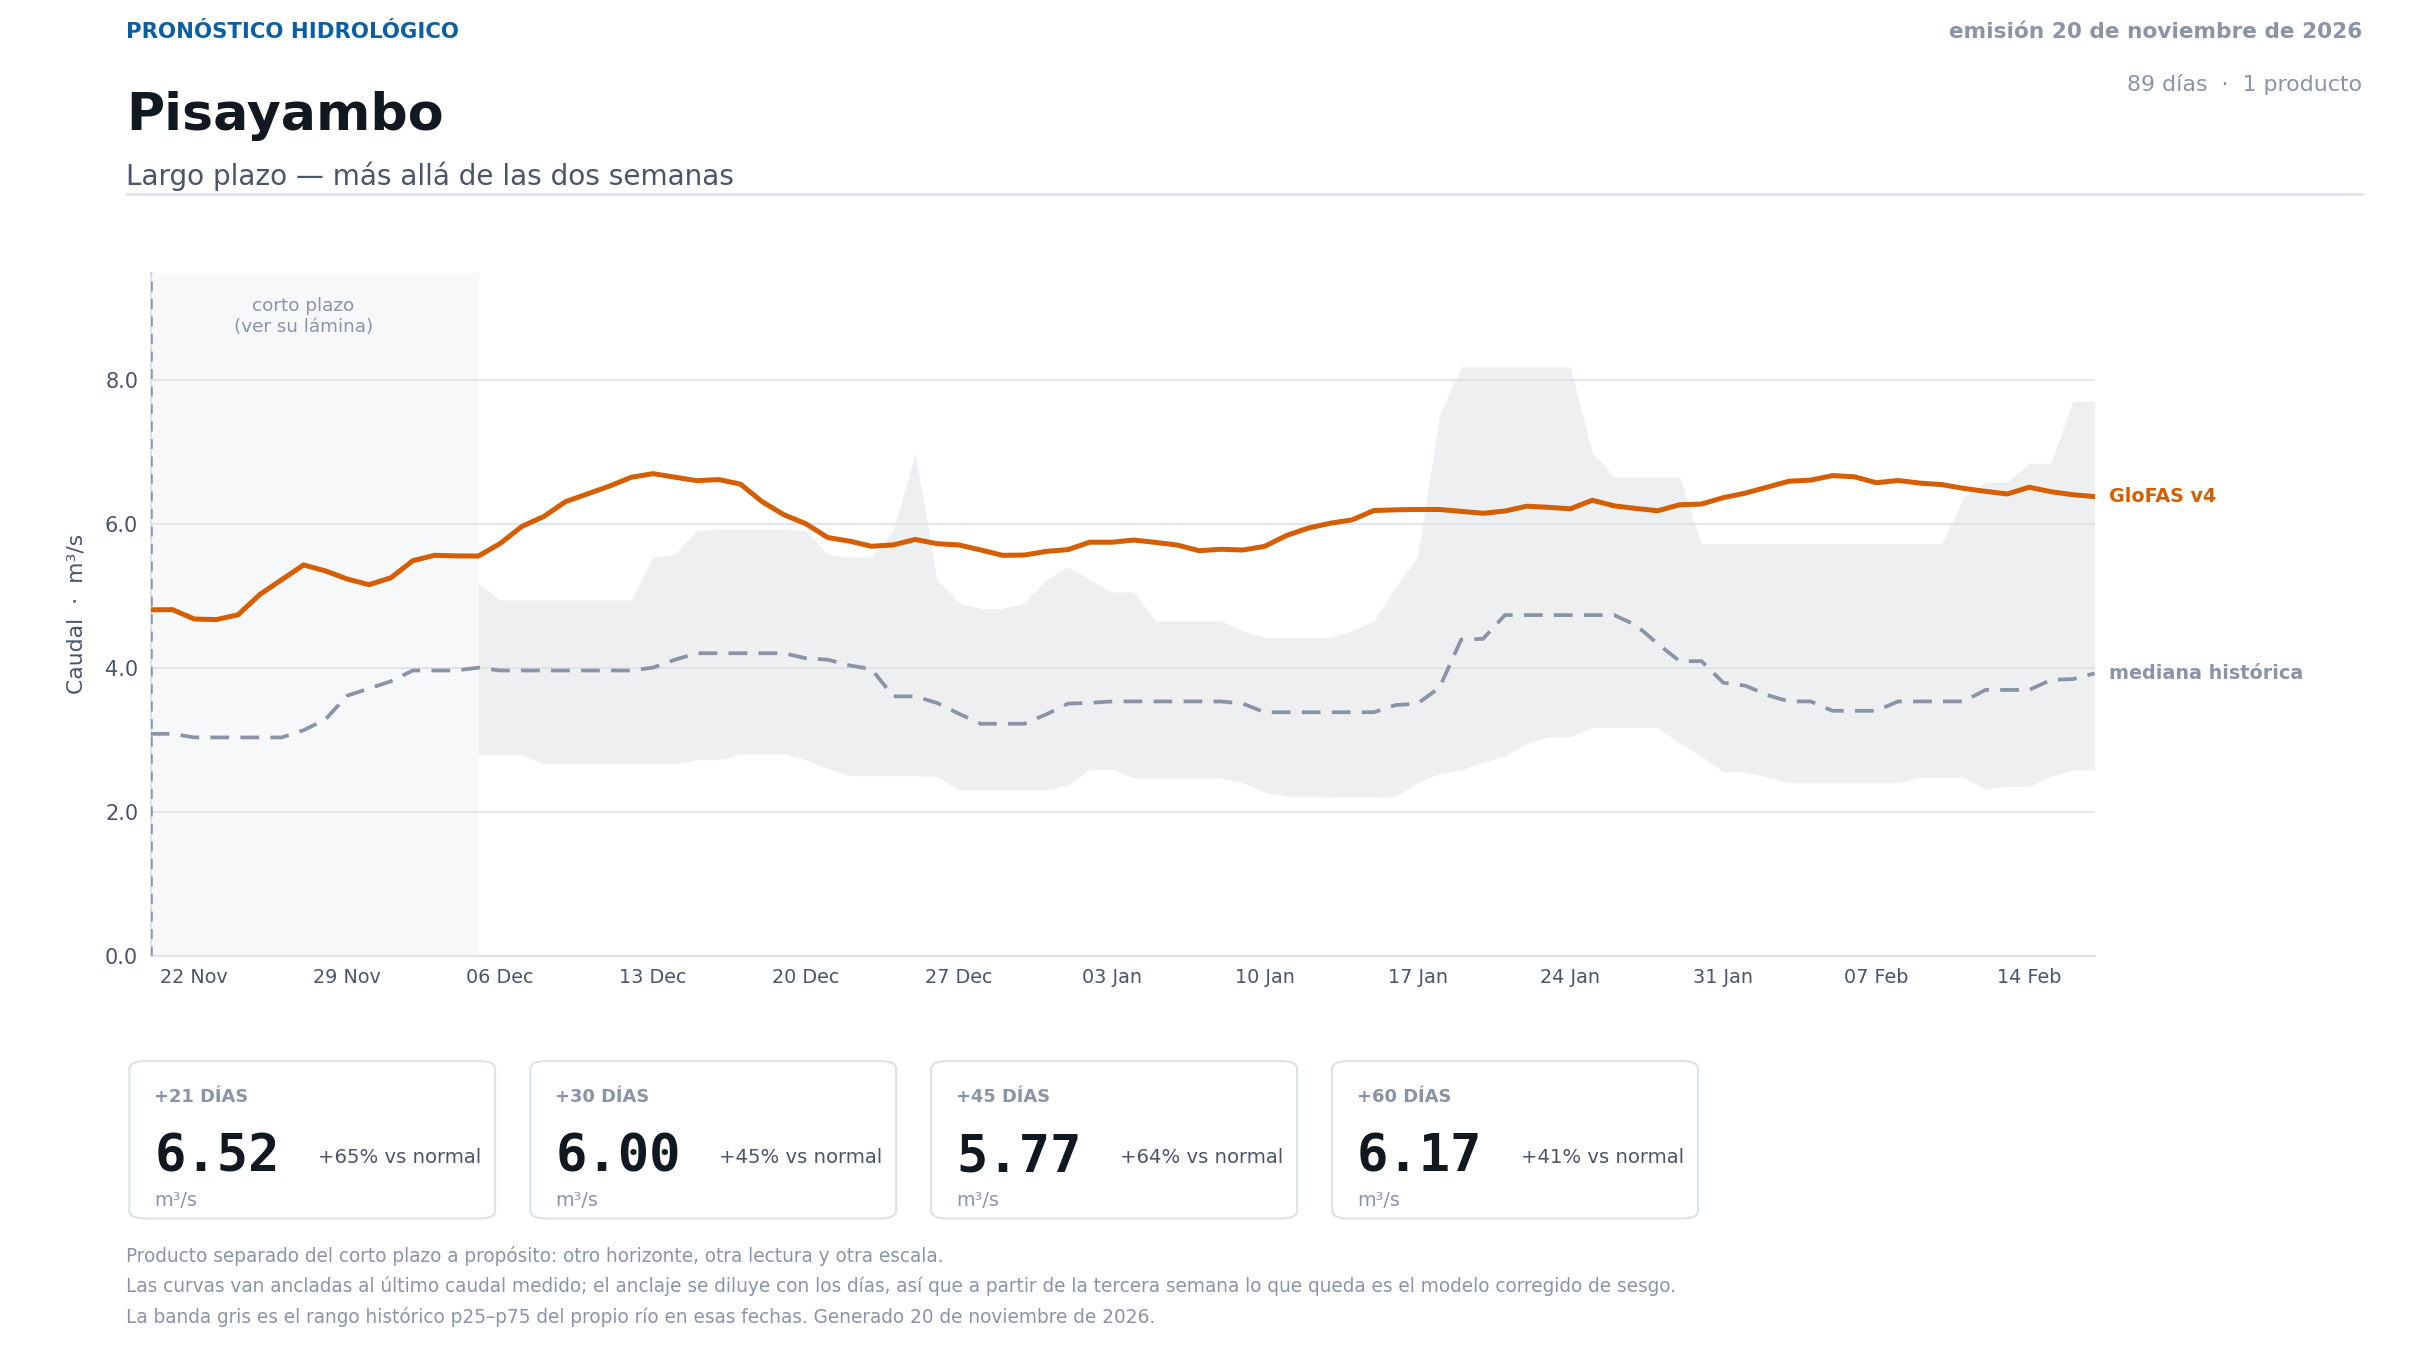 PRONÓSTICO HIDROLÓGICO
emisión 20 de noviembre de 2026
89 días · 1 producto
Pisayambo
Largo plazo — más allá de las dos semanas
corto plazo
(ver su lámina)
Caudal · m³/s
8.0
6.0
4.0
2.0
0.0
GloFAS v4
mediana histórica
22 Nov
29 Nov
06 Dec
13 Dec
20 Dec
27 Dec
03 Jan
10 Jan
17 Jan
24 Jan
31 Jan
07 Feb
14 Feb
+21 DÍAS
6.52
+65% vs normal
m³/s
+30 DÍAS
6.00
+45% vs normal
m³/s
+45 DÍAS
5.77
+64% vs normal
m³/s
+60 DÍAS
6.17
+41% vs normal
m³/s
Producto separado del corto plazo a propósito: otro horizonte, otra lectura y otra escala.
Las curvas van ancladas al último caudal medido; el anclaje se diluye con los días, así que a partir de la tercera semana lo que queda es el modelo corregido de sesgo.
La banda gris es el rango histórico p25–p75 del propio río en esas fechas. Generado 20 de noviembre de 2026.